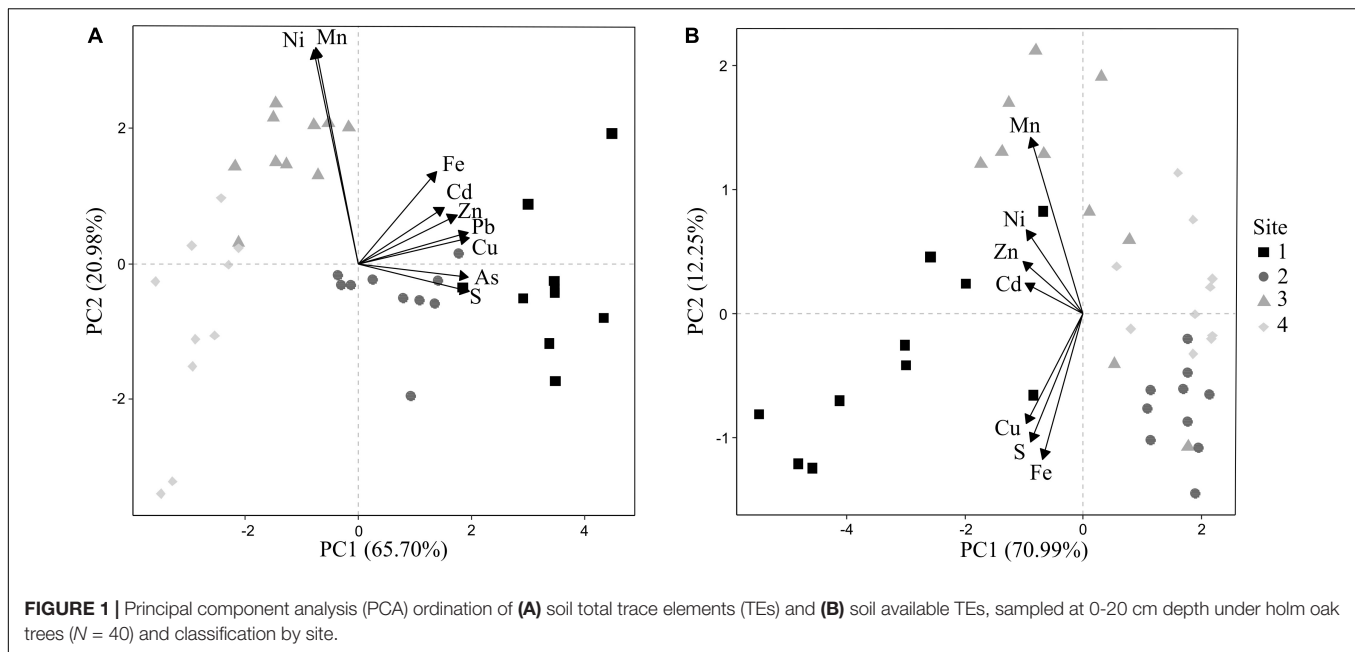 A
Ni Mn
Fe
Cd
Zn
Pb
Cu
As
S
2
0
-2
PC2 (20.98%)
-2 0 2 4
PC1 (65.70%)
B
Mn
Ni
Zn
Cd
Cu
S
Fe
2
1
0
-1
PC2 (12.25%)
-4 -2 0 2
PC1 (70.99%)
Site
1
2
3
4
FIGURE 1 | Principal component analysis (PCA) ordination of (A) soil total trace elements (TEs) and (B) soil available TEs, sampled at 0-20 cm depth under holm oak
trees (N = 40) and classification by site.